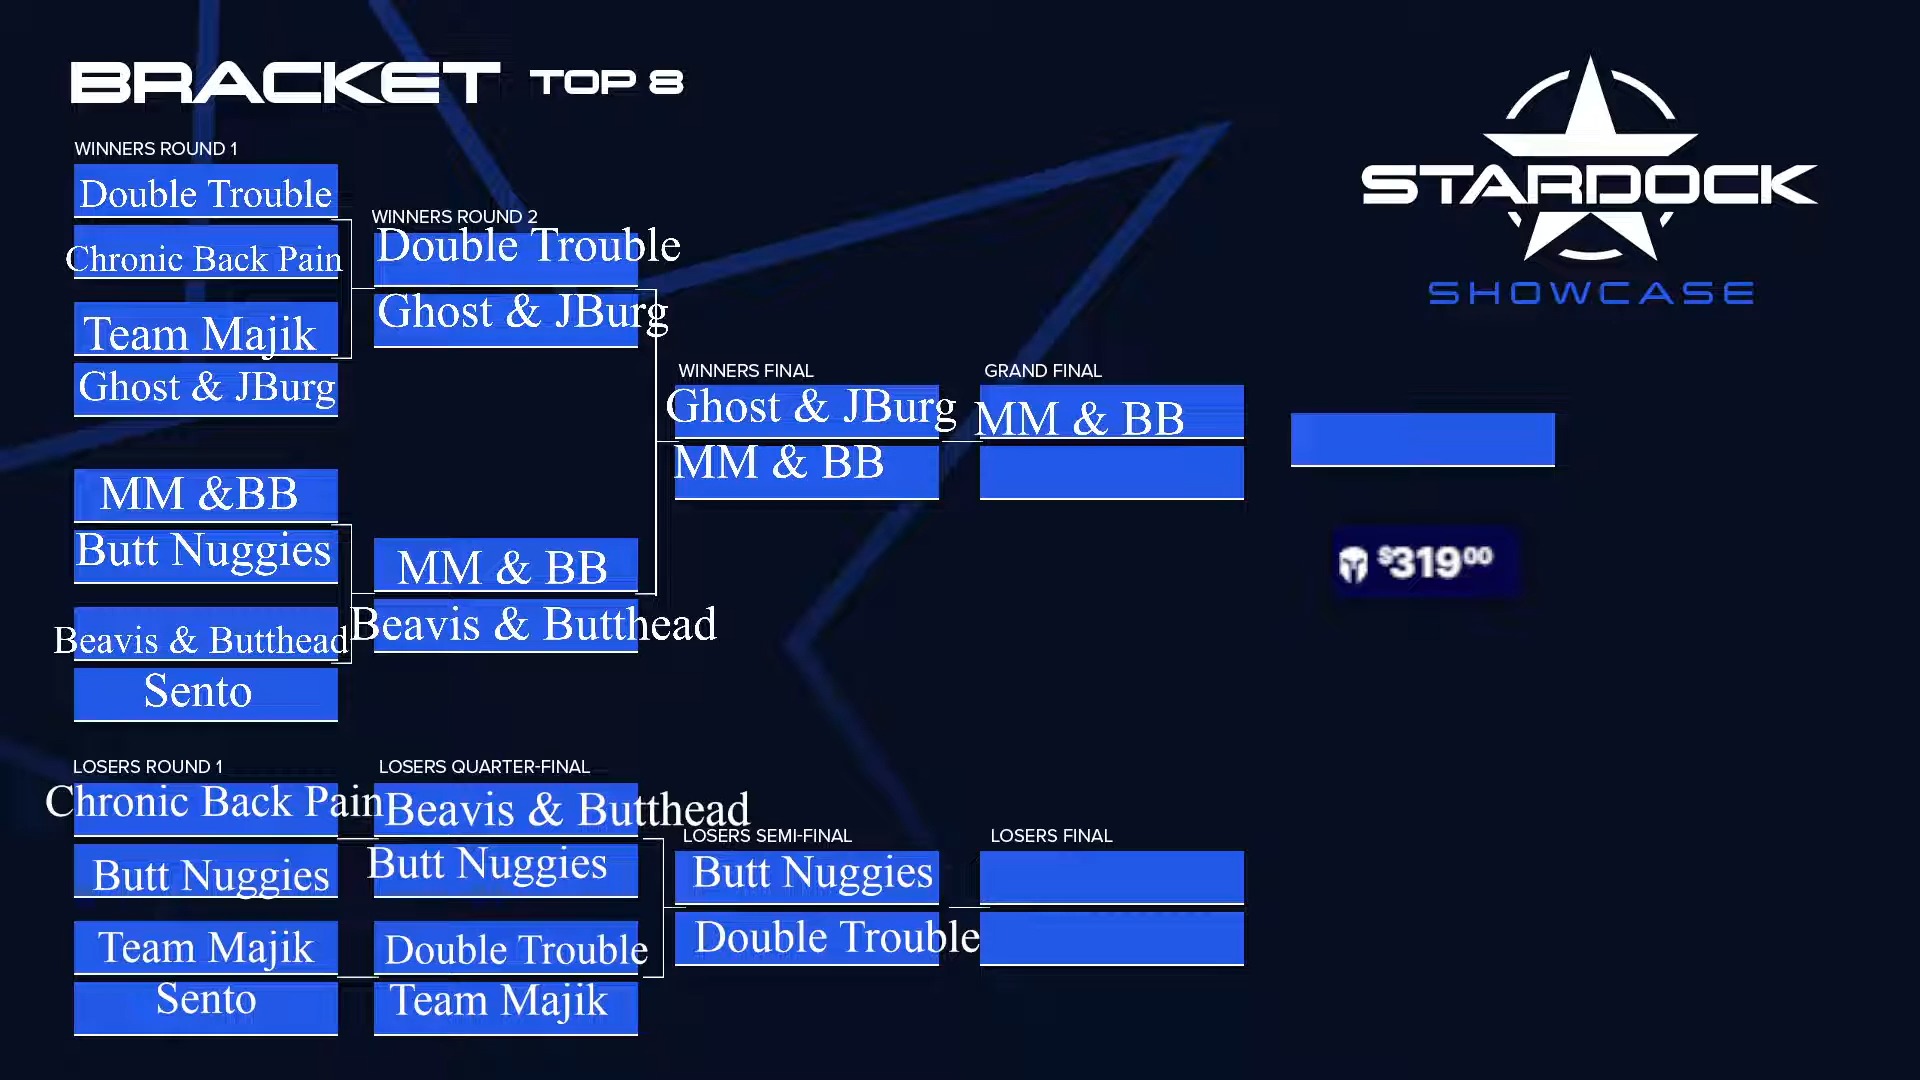 BRACKET TOP 8
STARDOCK
SHOWCASE
WINNERS ROUND 1
Double Trouble
Chronic Back Pain
Team Majik
Ghost & JBurg
MM &BB
Butt Nuggies
Beavis & Butthead
Sento
WINNERS ROUND 2
Double Trouble
Ghost & JBurg
MM & BB
Beavis & Butthead
WINNERS FINAL
Ghost & JBurg
MM & BB
GRAND FINAL
MM & BB
$31900
LOSERS ROUND 1
Chronic Back Pain
Butt Nuggies
Team Majik
Sento
LOSERS QUARTER-FINAL
Beavis & Butthead
Butt Nuggies
Double Trouble
Team Majik
LOSERS SEMI-FINAL
Butt Nuggies
Double Trouble
LOSERS FINAL